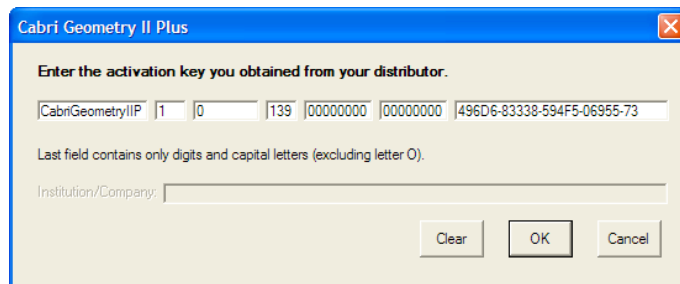 Cabri Geometry II Plus
Enter the activation key you obtained from your distributor.
CabriGeometryIIP 1 0 139 00000000 00000000 496D6-83338-594F5-06955-73
Last field contains only digits and capital letters (excluding letter O).
Institution/Company:
Clear OK Cancel